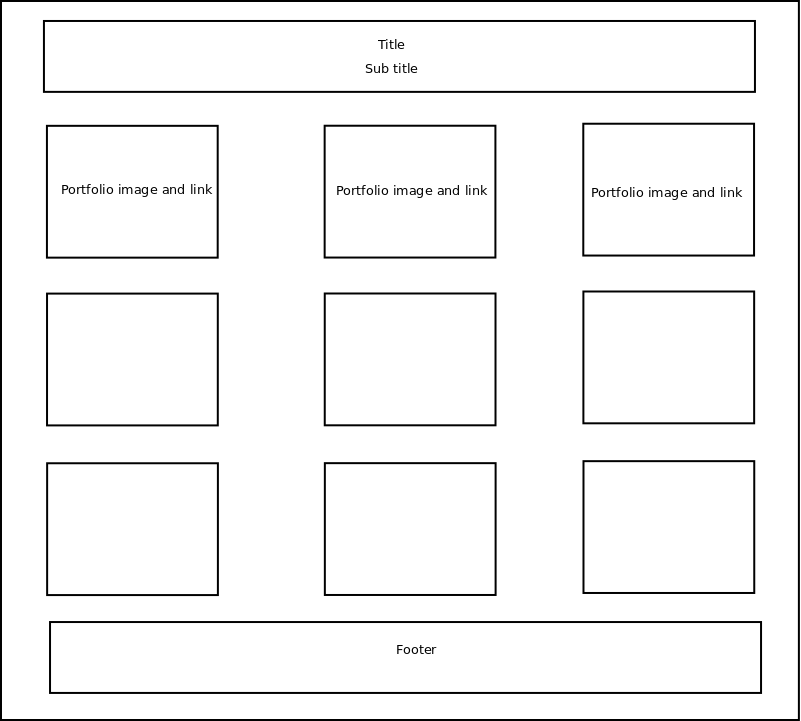 Title
Sub title
Portfolio image and link
Portfolio image and link
Portfolio image and link
Footer